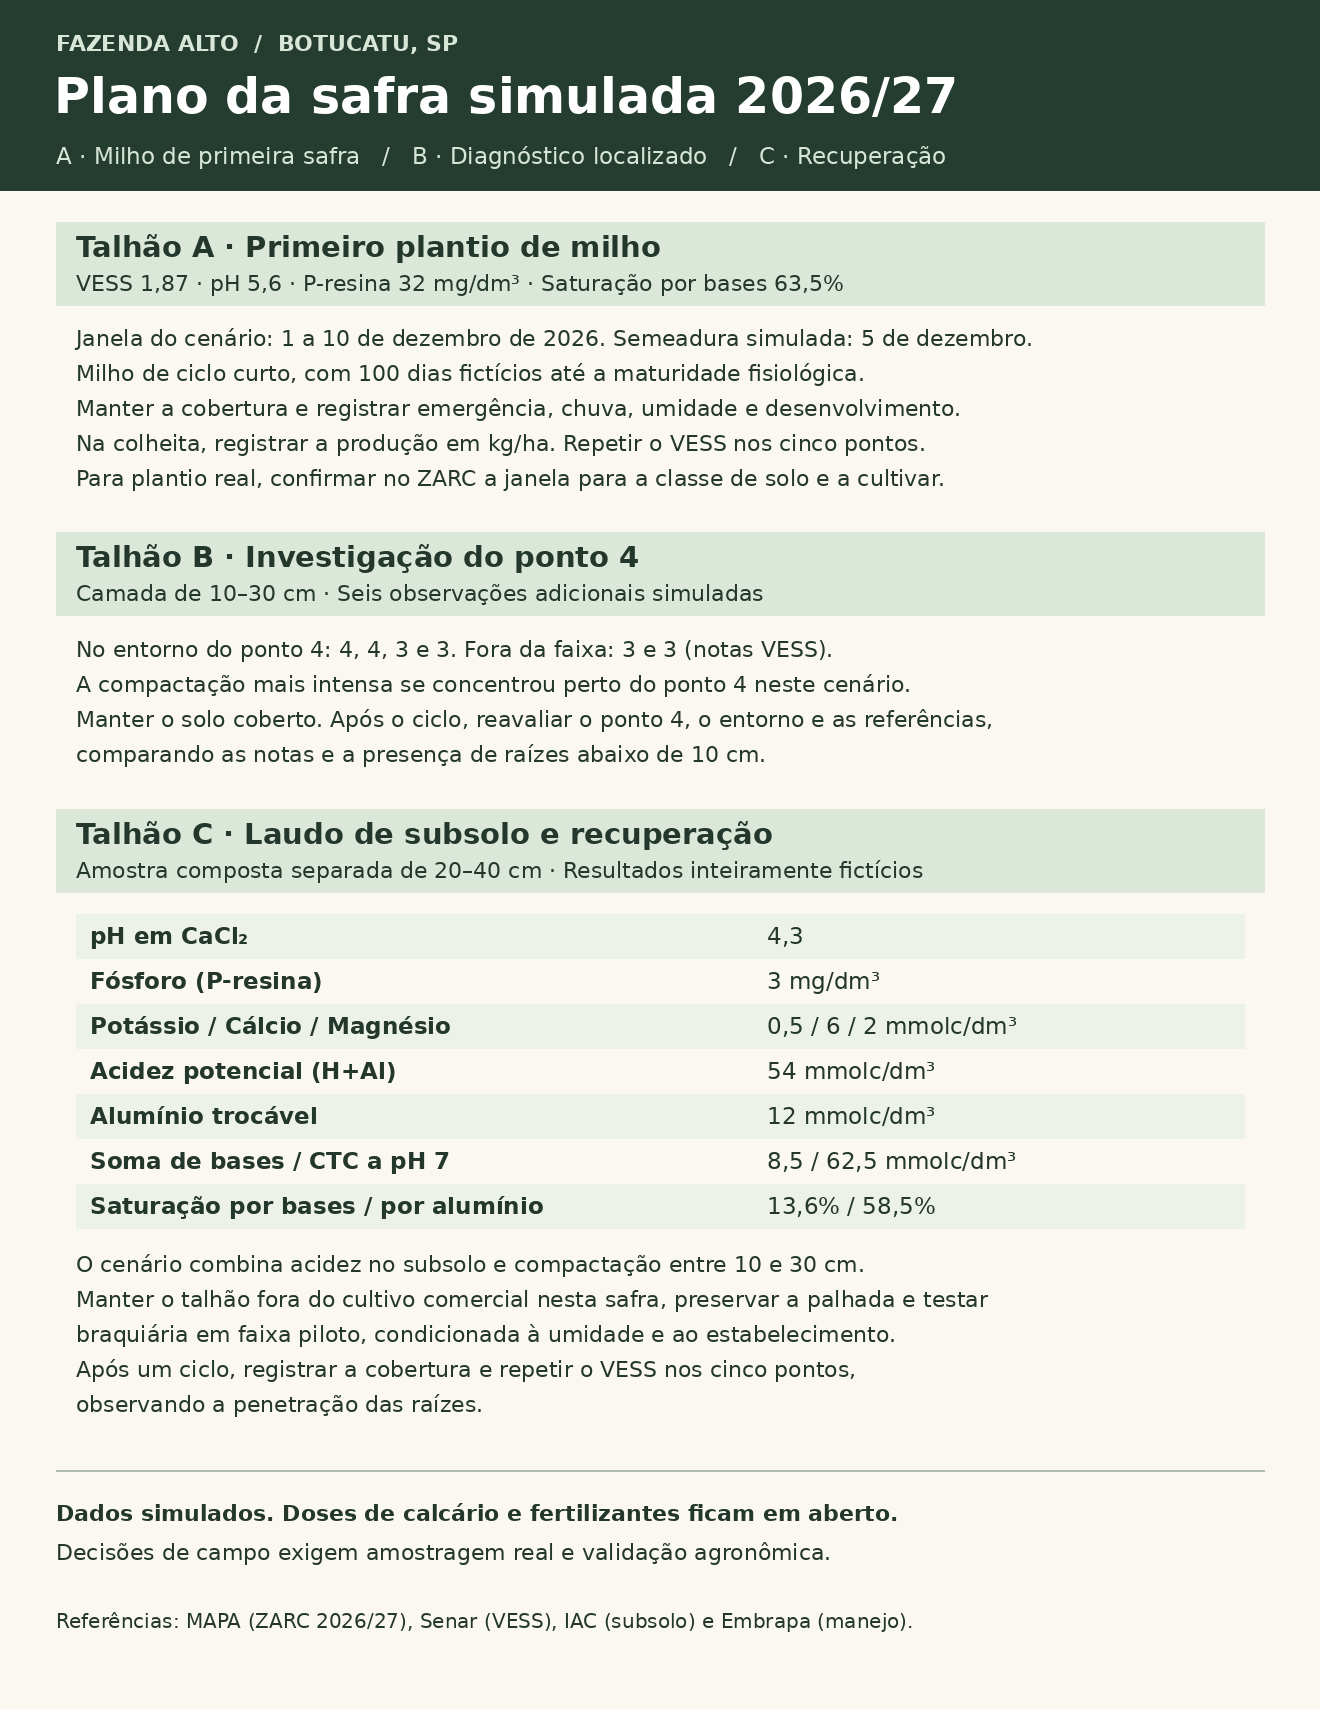 FAZENDA ALTO / BOTUCATU, SP
Plano da safra simulada 2026/27
A · Milho de primeira safra / B · Diagnóstico localizado / C · Recuperação
Talhão A · Primeiro plantio de milho
VESS 1,87 · pH 5,6 · P-resina 32 mg/dm³ · Saturação por bases 63,5%
Janela do cenário: 1 a 10 de dezembro de 2026. Semeadura simulada: 5 de dezembro.
Milho de ciclo curto, com 100 dias fictícios até a maturidade fisiológica.
Manter a cobertura e registrar emergência, chuva, umidade e desenvolvimento.
Na colheita, registrar a produção em kg/ha. Repetir o VESS nos cinco pontos.
Para plantio real, confirmar no ZARC a janela para a classe de solo e a cultivar.
Talhão B · Investigação do ponto 4
Camada de 10–30 cm · Seis observações adicionais simuladas
No entorno do ponto 4: 4, 4, 3 e 3. Fora da faixa: 3 e 3 (notas VESS).
A compactação mais intensa se concentrou perto do ponto 4 neste cenário.
Manter o solo coberto. Após o ciclo, reavaliar o ponto 4, o entorno e as referências,
comparando as notas e a presença de raízes abaixo de 10 cm.
Talhão C · Laudo de subsolo e recuperação
Amostra composta separada de 20–40 cm · Resultados inteiramente fictícios
pH em CaCl₂ 4,3
Fósforo (P-resina) 3 mg/dm³
Potássio / Cálcio / Magnésio 0,5 / 6 / 2 mmolc/dm³
Acidez potencial (H+Al) 54 mmolc/dm³
Alumínio trocável 12 mmolc/dm³
Soma de bases / CTC a pH 7 8,5 / 62,5 mmolc/dm³
Saturação por bases / por alumínio 13,6% / 58,5%
O cenário combina acidez no subsolo e compactação entre 10 e 30 cm.
Manter o talhão fora do cultivo comercial nesta safra, preservar a palhada e testar
braquiária em faixa piloto, condicionada à umidade e ao estabelecimento.
Após um ciclo, registrar a cobertura e repetir o VESS nos cinco pontos,
observando a penetração das raízes.
Dados simulados. Doses de calcário e fertilizantes ficam em aberto.
Decisões de campo exigem amostragem real e validação agronômica.
Referências: MAPA (ZARC 2026/27), Senar (VESS), IAC (subsolo) e Embrapa (manejo).